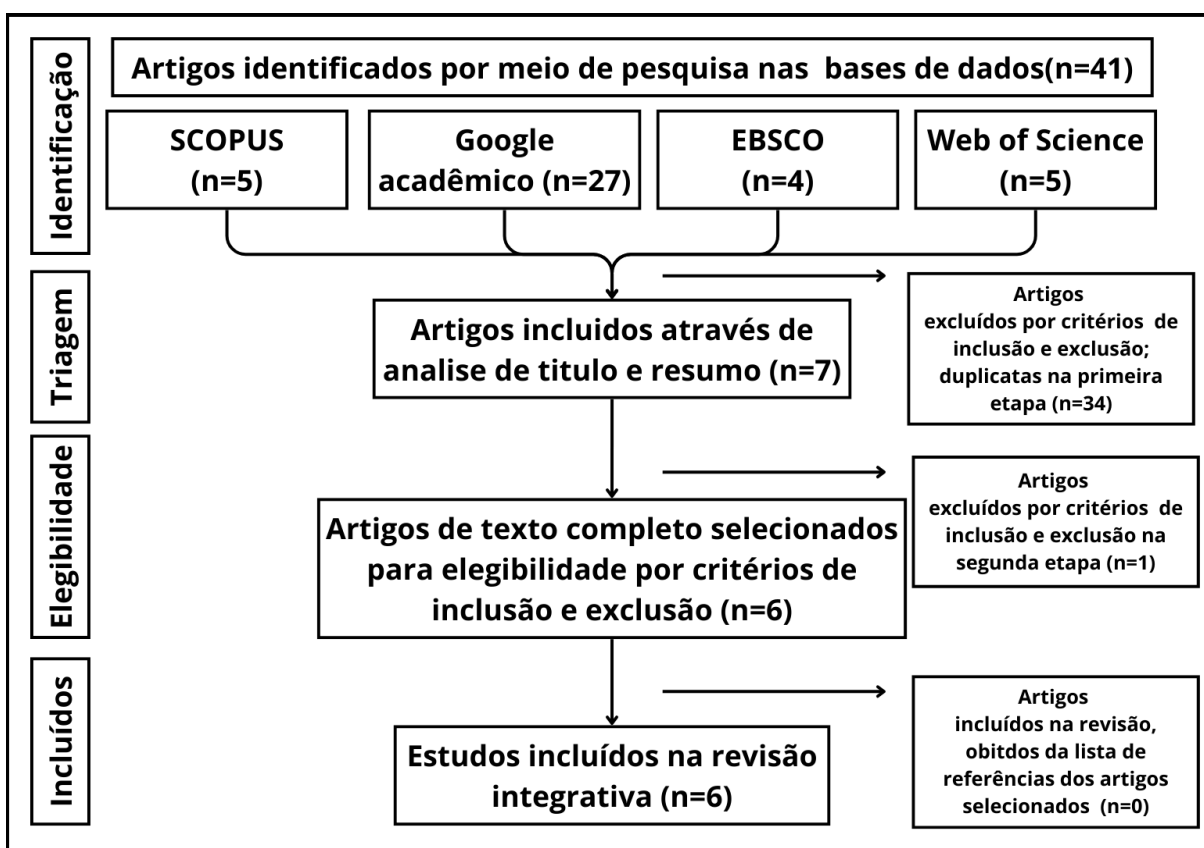 Identificação
Artigos identificados por meio de pesquisa nas bases de dados(n=41)
SCOPUS
(n=5)
Google
acadêmico (n=27)
EBSCO
(n=4)
Web of Science
(n=5)
Triagem
Artigos incluidos através de
analise de titulo e resumo (n=7)
Artigos
excluídos por critérios de
inclusão e exclusão;
duplicatas na primeira
etapa (n=34)
Elegibilidade
Artigos de texto completo selecionados
para elegibilidade por critérios de
inclusão e exclusão (n=6)
Artigos
excluídos por critérios de
inclusão e exclusão na
segunda etapa (n=1)
Incluídos
Estudos incluídos na revisão
integrativa (n=6)
Artigos
incluídos na revisão,
obitdos da lista de
referências dos artigos
selecionados (n=0)